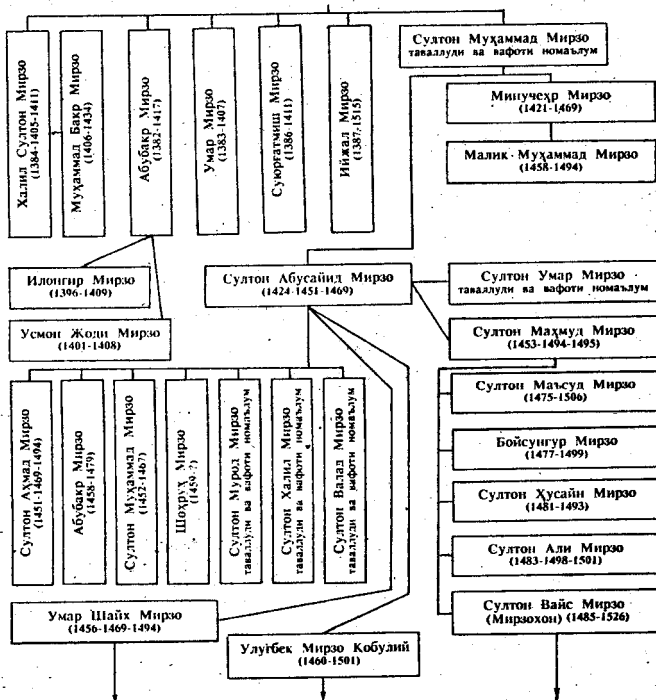 Султон Муҳаммад Мирзо
таваллуди ва вафоти номаълум
Халил Султон Мирзо
(1384-1405-1411)
Муҳаммад Бакр Мирзо
(1406-1434)
Абубакр Мирзо
(1382-1417)
Умар Мирзо
(1383-1407)
Суюрғатмиш Мирзо
(1386-1411)
Ийжал Мирзо
(1387-1515)
Минучеҳр Мирзо
(1421-1469)
Малик Муҳаммад Мирзо
(1458-1494)
Илонгир Мирзо
(1396-1409)
Султон Абусайид Мирзо
(1424-1451-1469)
Султон Умар Мирзо
таваллуди ва вафоти номаълум
Усмон Жоди Мирзо
(1401-1408)
Султон Маҳмуд Мирзо
(1453-1494-1495)
Султон Аҳмад Мирзо
(1451-1469-1494)
Абубакр Мирзо
(1458-1479)
Султон Муҳаммад Мирзо
(1452-1467)
Шоҳруҳ Мирзо
(1459-?)
Султон Мурод Мирзо
таваллуди ва вафоти номаълум
Султон Халил Мирзо
таваллуди ва вафоти номаълум
Султон Валад Мирзо
таваллуди ва вафоти номаълум
Султон Маъсуд Мирзо
(1475-1506)
Бойсунгур Мирзо
(1477-1499)
Султон Ҳусайн Мирзо
(1481-1493)
Султон Али Мирзо
(1483-1498-1501)
Султон Вайс Мирзо
(Мирзохон) (1485-1526)
Умар Шайх Мирзо
(1456-1469-1494)
Улуғбек Мирзо Кобулий
(1460-1501)